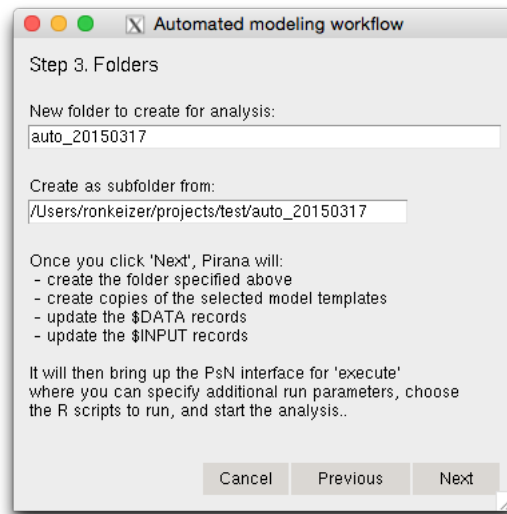 Automated modeling workflow
Step 3. Folders
New folder to create for analysis:
auto_20150317
Create as subfolder from:
/Users/ronkeizer/projects/test/auto_20150317
Once you click 'Next', Pirana will:
- create the folder specified above
- create copies of the selected model templates
- update the $DATA records
- update the $INPUT records
It will then bring up the PsN interface for 'execute'
where you can specify additional run parameters, choose
the R scripts to run, and start the analysis..
Cancel Previous Next